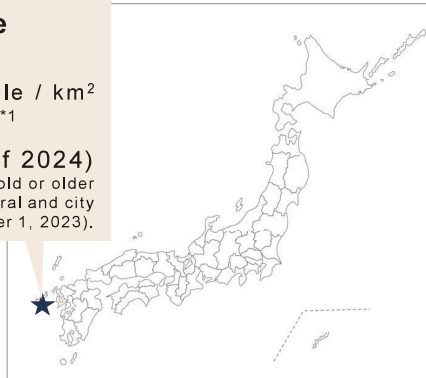 e
le / km²
*1
f 2024)
old or older
ral and city
er 1, 2023).